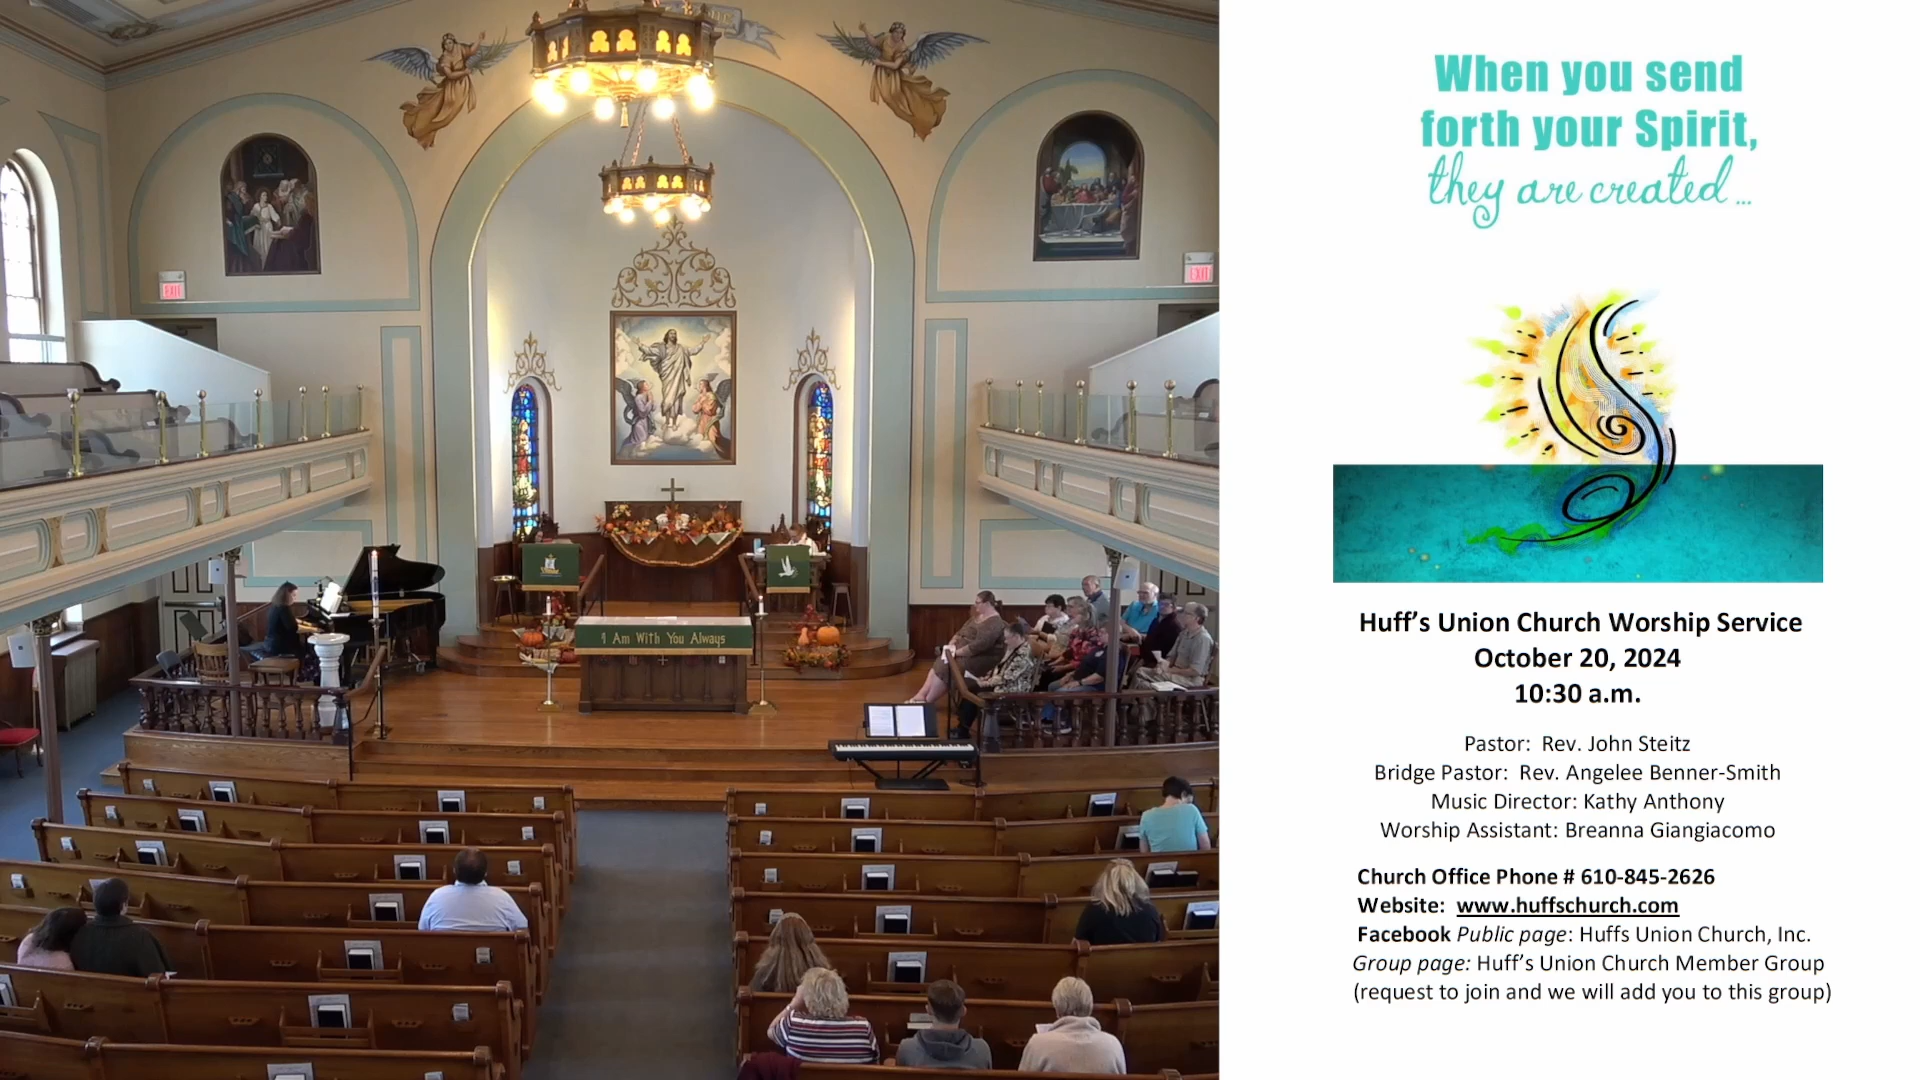 When you send
forth your Spirit,
they are created ...
EXIT
EXIT
I Am With You Always
Huff's Union Church Worship Service
October 20, 2024
10:30 a.m.
Pastor: Rev. John Steitz
Bridge Pastor: Rev. Angelee Benner-Smith
Music Director: Kathy Anthony
Worship Assistant: Breanna Giangiacomo
Church Office Phone # 610-845-2626
Website: www.huffschurch.com
Facebook Public page: Huffs Union Church, Inc.
Group page: Huff's Union Church Member Group
(request to join and we will add you to this group)